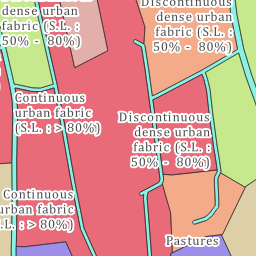 dense urban
fabric (S.L. :
50% - 80%)
Discontinuous
dense urban
fabric (S.L. :
50% - 80%)
Continuous
urban fabric
(S.L. : > 80%)
Discontinuous
dense urban
fabric (S.L. :
50% - 80%)
Continuous
urban fabric
(S.L. : > 80%)
Pastures